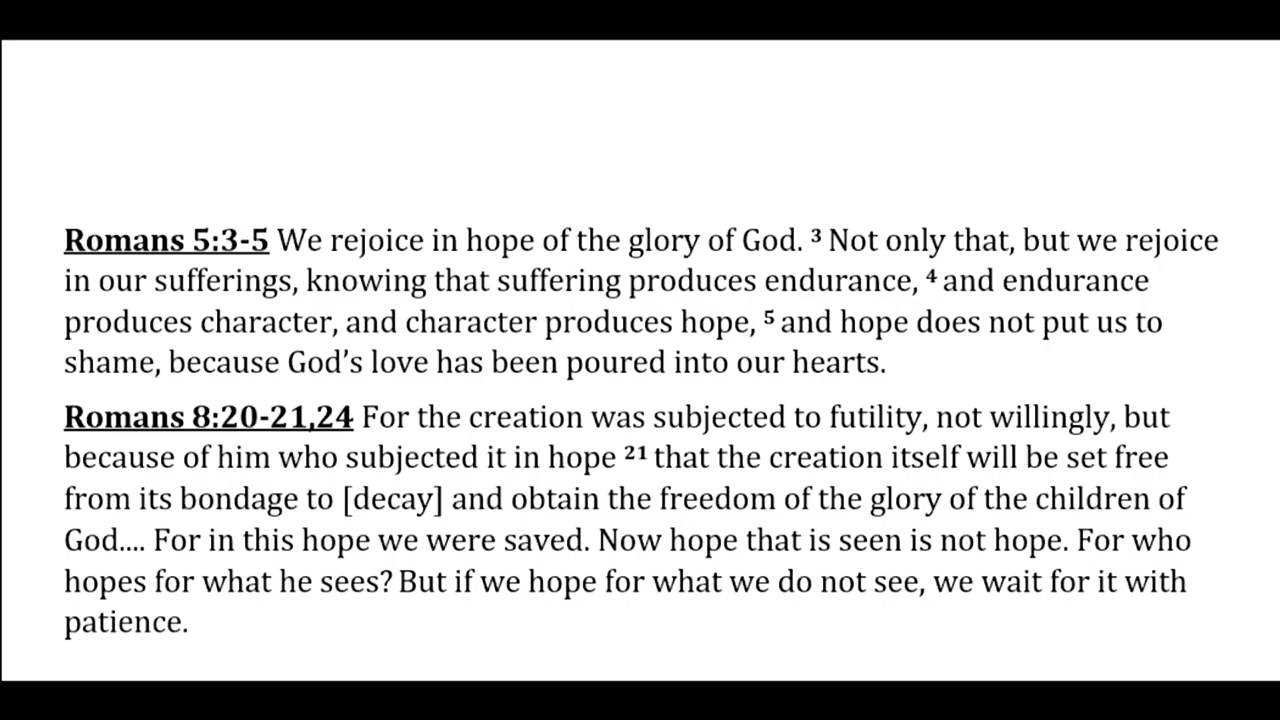 Romans 5:3-5 We rejoice in hope of the glory of God. ³ Not only that, but we rejoice
in our sufferings, knowing that suffering produces endurance, ⁴ and endurance
produces character, and character produces hope, ⁵ and hope does not put us to
shame, because God’s love has been poured into our hearts.
Romans 8:20-21,24 For the creation was subjected to futility, not willingly, but
because of him who subjected it in hope ²¹ that the creation itself will be set free
from its bondage to [decay] and obtain the freedom of the glory of the children of
God.... For in this hope we were saved. Now hope that is seen is not hope. For who
hopes for what he sees? But if we hope for what we do not see, we wait for it with
patience.